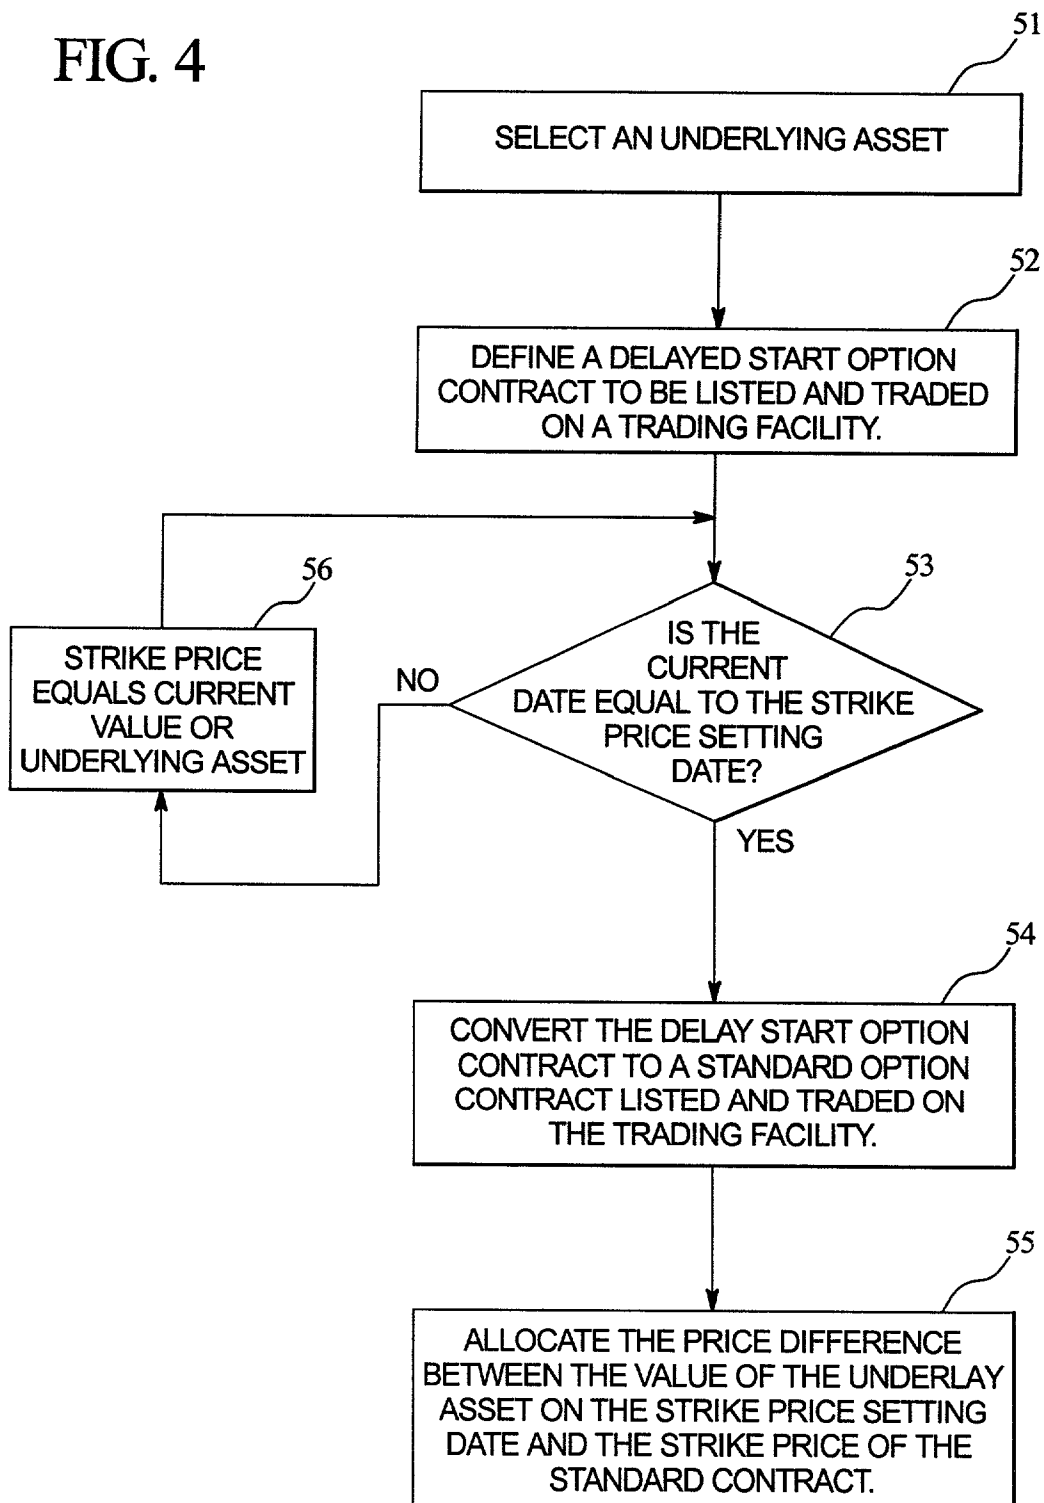 FIG. 4
51
SELECT AN UNDERLYING ASSET
52
DEFINE A DELAYED START OPTION
CONTRACT TO BE LISTED AND TRADED
ON A TRADING FACILITY.
53
IS THE
CURRENT
DATE EQUAL TO THE STRIKE
PRICE SETTING
DATE?
NO
56
STRIKE PRICE
EQUALS CURRENT
VALUE OR
UNDERLYING ASSET
YES
54
CONVERT THE DELAY START OPTION
CONTRACT TO A STANDARD OPTION
CONTRACT LISTED AND TRADED ON
THE TRADING FACILITY.
55
ALLOCATE THE PRICE DIFFERENCE
BETWEEN THE VALUE OF THE UNDERLAY
ASSET ON THE STRIKE PRICE SETTING
DATE AND THE STRIKE PRICE OF THE
STANDARD CONTRACT.